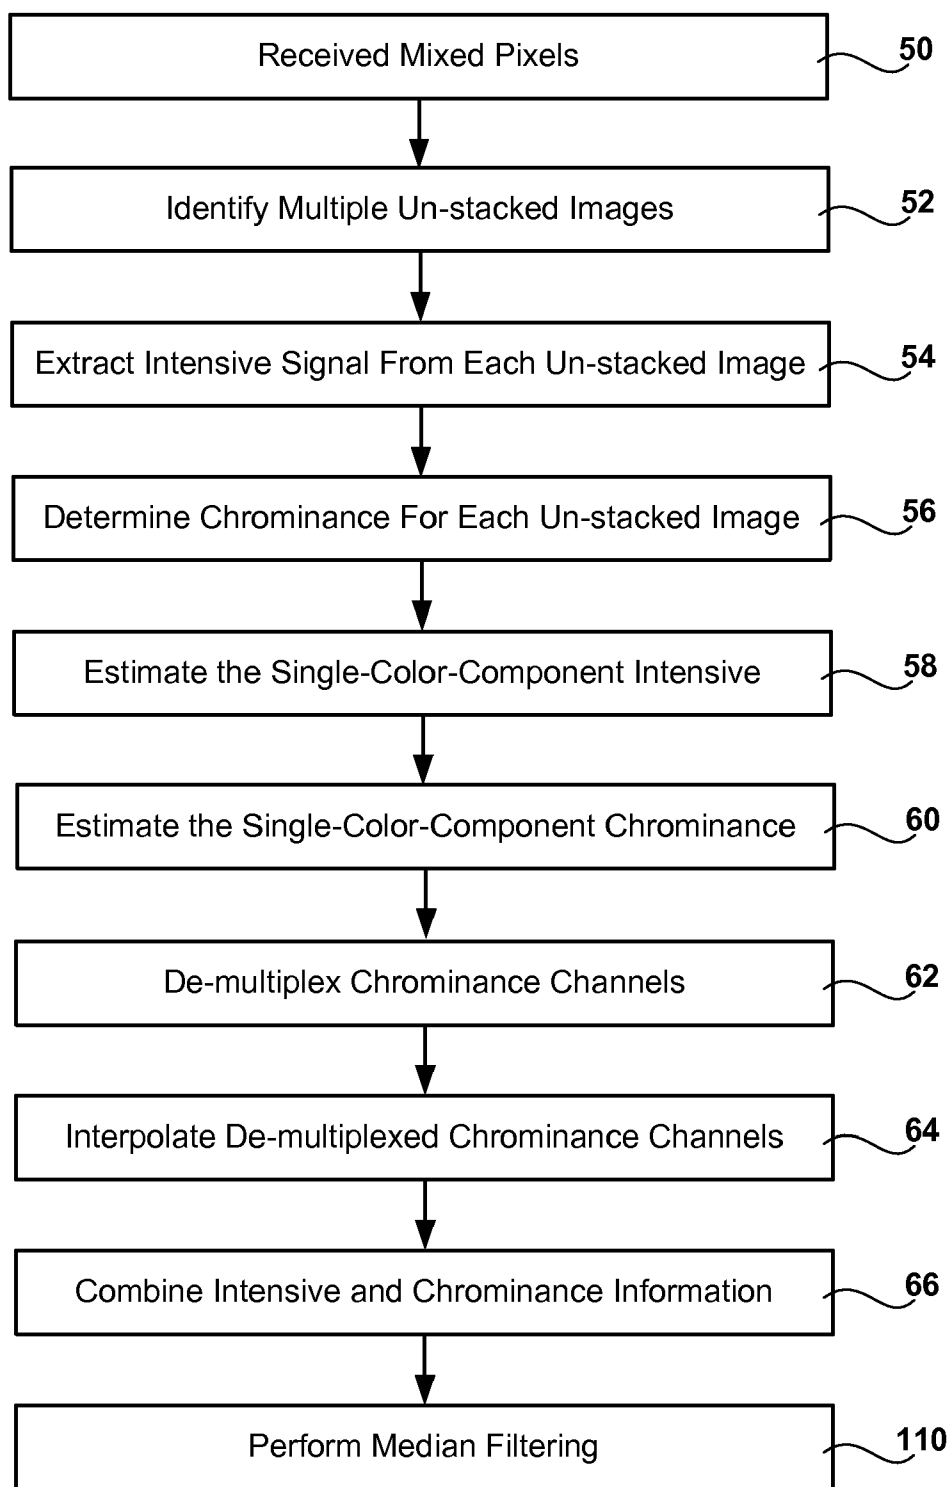 Received Mixed Pixels 50
Identify Multiple Un-stacked Images 52
Extract Intensive Signal From Each Un-stacked Image 54
Determine Chrominance For Each Un-stacked Image 56
Estimate the Single-Color-Component Intensive 58
Estimate the Single-Color-Component Chrominance 60
De-multiplex Chrominance Channels 62
Interpolate De-multiplexed Chrominance Channels 64
Combine Intensive and Chrominance Information 66
Perform Median Filtering 110